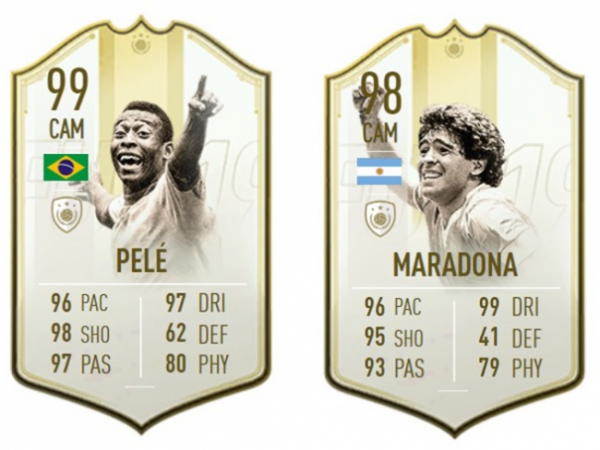 99
CAM
PELÉ
96 PAC 97 DRI
98 SHO 62 DEF
97 PAS 80 PHY
98
CAM
MARADONA
96 PAC 99 DRI
95 SHO 41 DEF
93 PAS 79 PHY